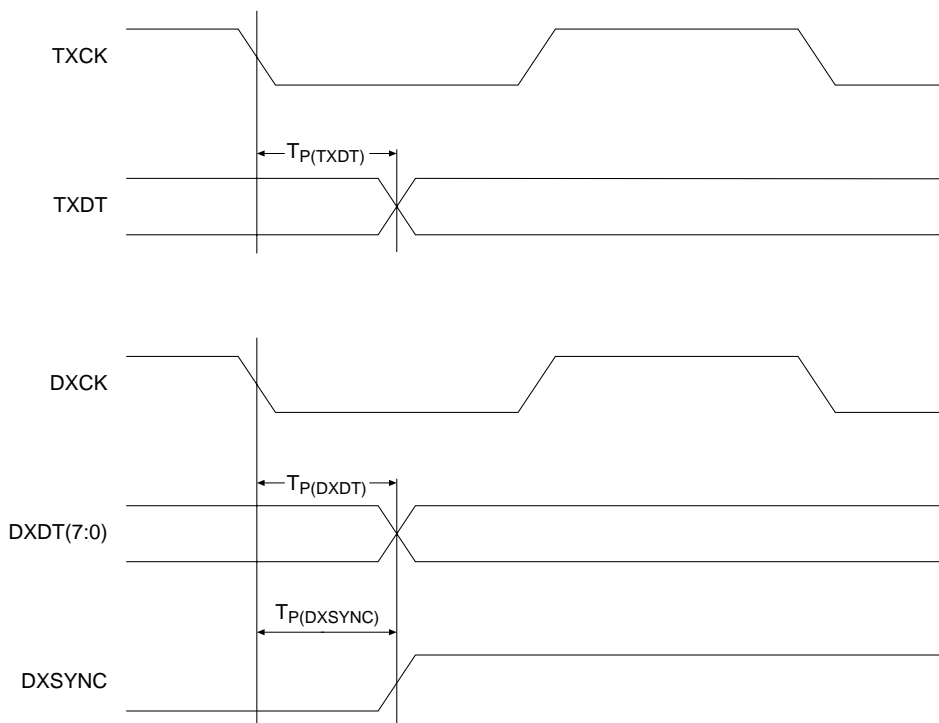 TXCK
TP(TXDT)
TXDT
DXCK
TP(DXDT)
DXDT(7:0)
TP(DXSYNC)
DXSYNC